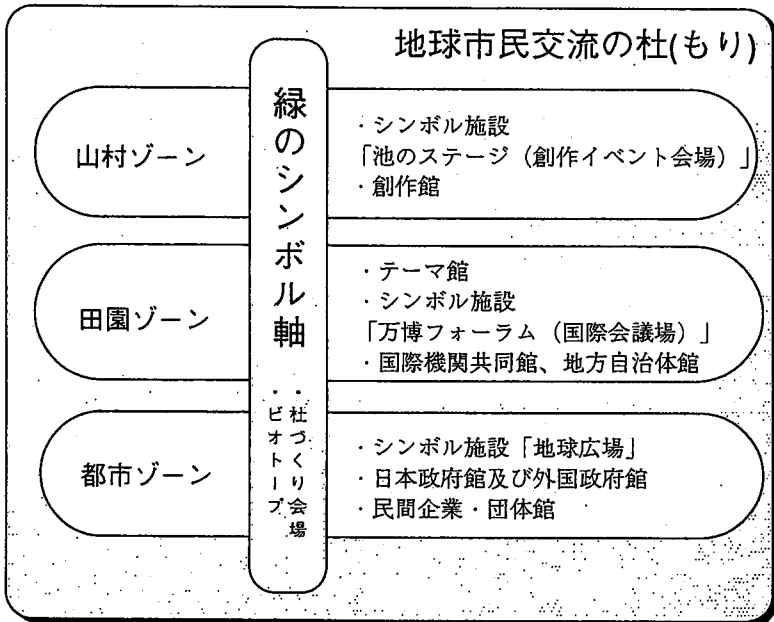 地球市民交流の杜(もり)
緑のシンボル軸
・杜づくり会場
・ビオトープ
山村ゾーン
・シンボル施設
「池のステージ（創作イベント会場）」
・創作館
田園ゾーン
・テーマ館
・シンボル施設
「万博フォーラム（国際会議場）」
・国際機関共同館、地方自治体館
都市ゾーン
・シンボル施設「地球広場」
・日本政府館及び外国政府館
・民間企業・団体館